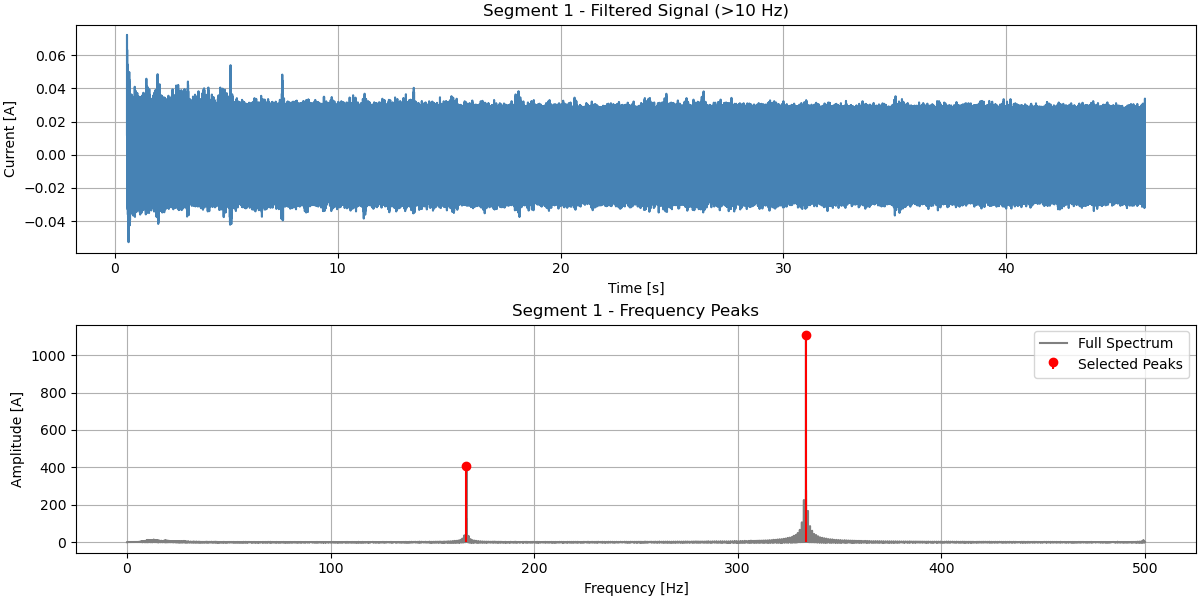 Segment 1 - Filtered Signal (>10 Hz)
0.06
0.04
0.02
0.00
−0.02
−0.04
Current [A]
0
10
20
30
40
Time [s]
Segment 1 - Frequency Peaks
1000
800
600
400
200
0
Amplitude [A]
Full Spectrum
Selected Peaks
0
100
200
300
400
500
Frequency [Hz]